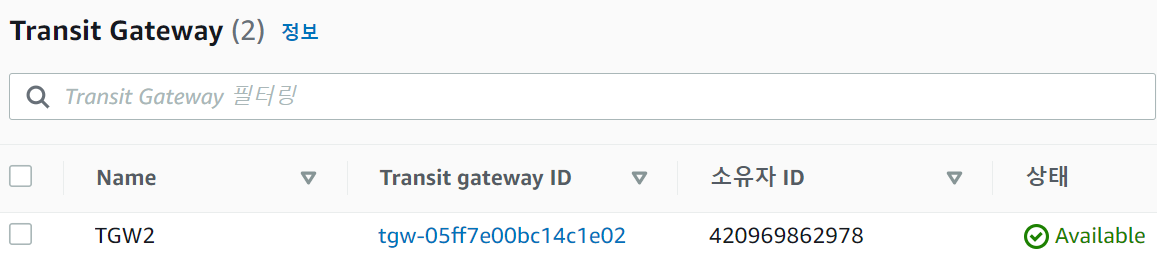 Transit Gateway (2) 정보
Transit Gateway 필터링
Name Transit gateway ID 소유자 ID 상태
TGW2 tgw-05ff7e00bc14c1e02 420969862978 Available